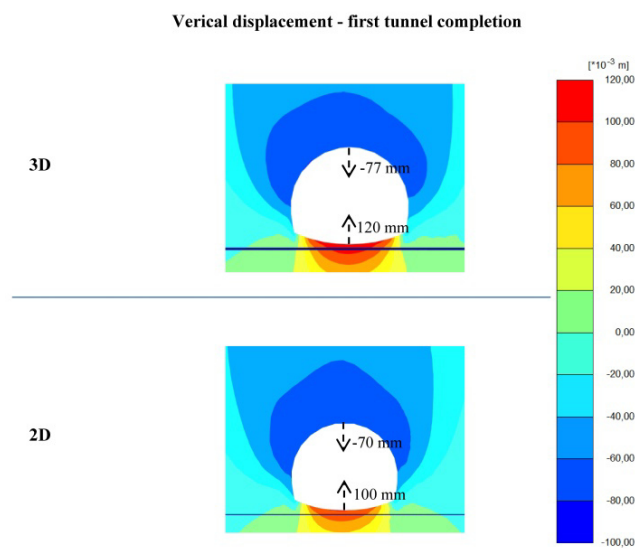 Verical displacement - first tunnel completion
[*10⁻³ m]
120,00
100,00
80,00
60,00
40,00
20,00
0,00
-20,00
-40,00
-60,00
-80,00
-100,00
3D
-77 mm
120 mm
2D
-70 mm
100 mm